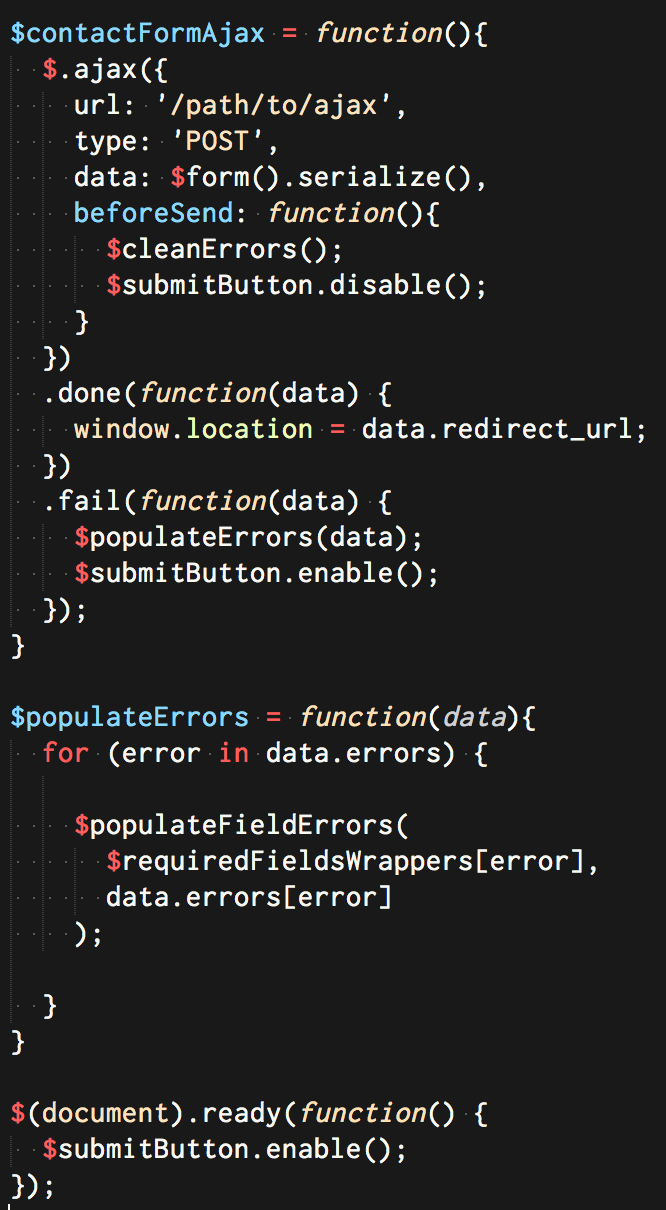 $contactFormAjax = function(){
  $.ajax({
    url: '/path/to/ajax',
    type: 'POST',
    data: $form().serialize(),
    beforeSend: function(){
      $cleanErrors();
      $submitButton.disable();
    }
  })
  .done(function(data) {
    window.location = data.redirect_url;
  })
  .fail(function(data) {
    $populateErrors(data);
    $submitButton.enable();
  });
}

$populateErrors = function(data){
  for (error in data.errors) {

    $populateFieldErrors(
      $requiredFieldsWrappers[error],
      data.errors[error]
    );

  }
}

$(document).ready(function() {
  $submitButton.enable();
});